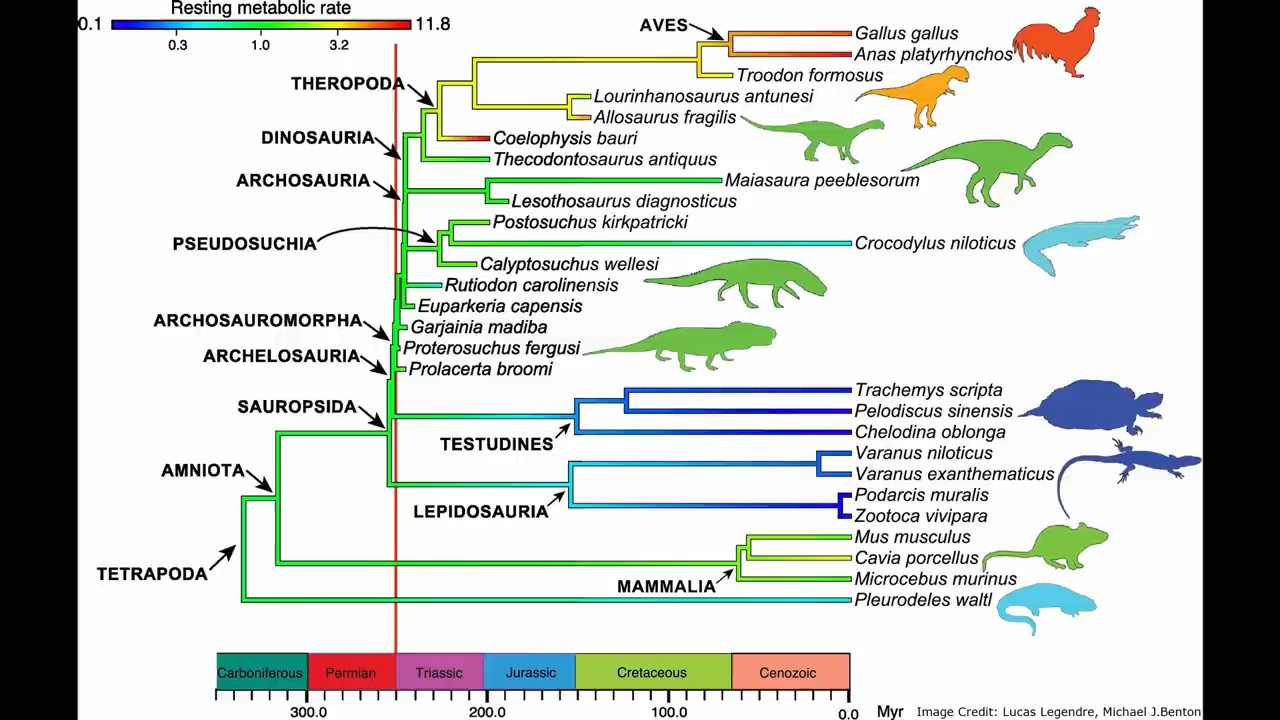 Resting metabolic rate
0.1 11.8
0.3 1.0 3.2
AVES
Gallus gallus
Anas platyrhynchos
Troodon formosus
THEROPODA
Lourinhanosaurus antunesi
Allosaurus fragilis
DINOSAURIA
Coelophysis bauri
Thecodontosaurus antiquus
ARCHOSAURIA
Maiasaura peeblesorum
Lesothosaurus diagnosticus
Postosuchus kirkpatricki
PSEUDOSUCHIA
Crocodylus niloticus
Calyptosuchus wellesi
Rutiodon carolinensis
Euparkeria capensis
ARCHOSAUROMORPHA
Garjainia madiba
Proterosuchus fergusi
ARCHELOSAURIA
Prolacerta broomi
Trachemys scripta
SAUROPSIDA
Pelodiscus sinensis
Chelodina oblonga
TESTUDINES
Varanus niloticus
AMNIOTA
Varanus exanthematicus
Podarcis muralis
LEPIDOSAURIA
Zootoca vivipara
Mus musculus
Cavia porcellus
TETRAPODA
Microcebus murinus
MAMMALIA
Pleurodeles waltl
Carboniferous Permian Triassic Jurassic Cretaceous Cenozoic
300.0 200.0 100.0 0.0 Myr
Image Credit: Lucas Legendre, Michael J.Benton